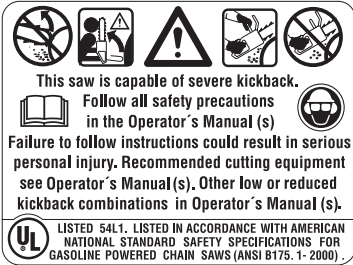 This saw is capable of severe kickback.
Follow all safety precautions
in the Operator´s Manual (s)
Failure to follow instructions could result in serious
personal injury. Recommended cutting equipment
see Operator´s Manual (s). Other low or reduced
kickback combinations in Operator´s Manual (s).
UL LISTED 54L1. LISTED IN ACCORDANCE WITH AMERICAN
NATIONAL STANDARD SAFETY SPECIFICATIONS FOR
GASOLINE POWERED CHAIN SAWS (ANSI B175. 1- 2000) .